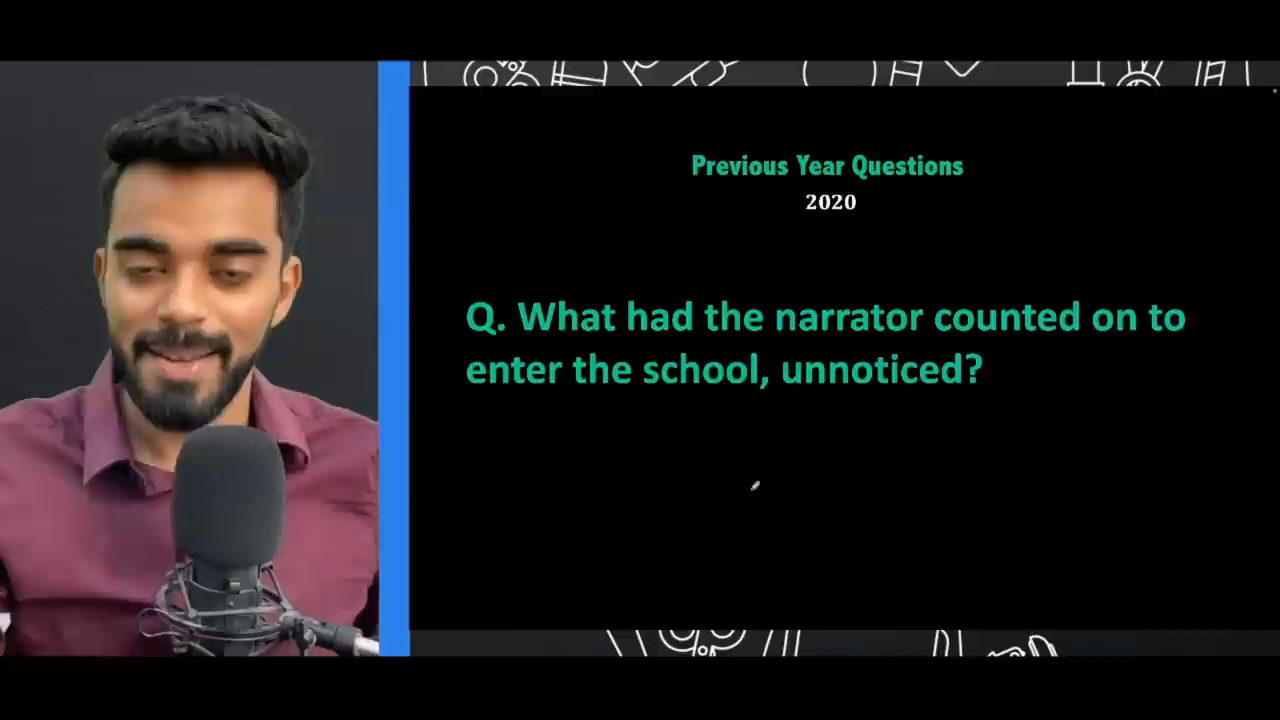 Previous Year Questions
2020
Q. What had the narrator counted on to
enter the school, unnoticed?